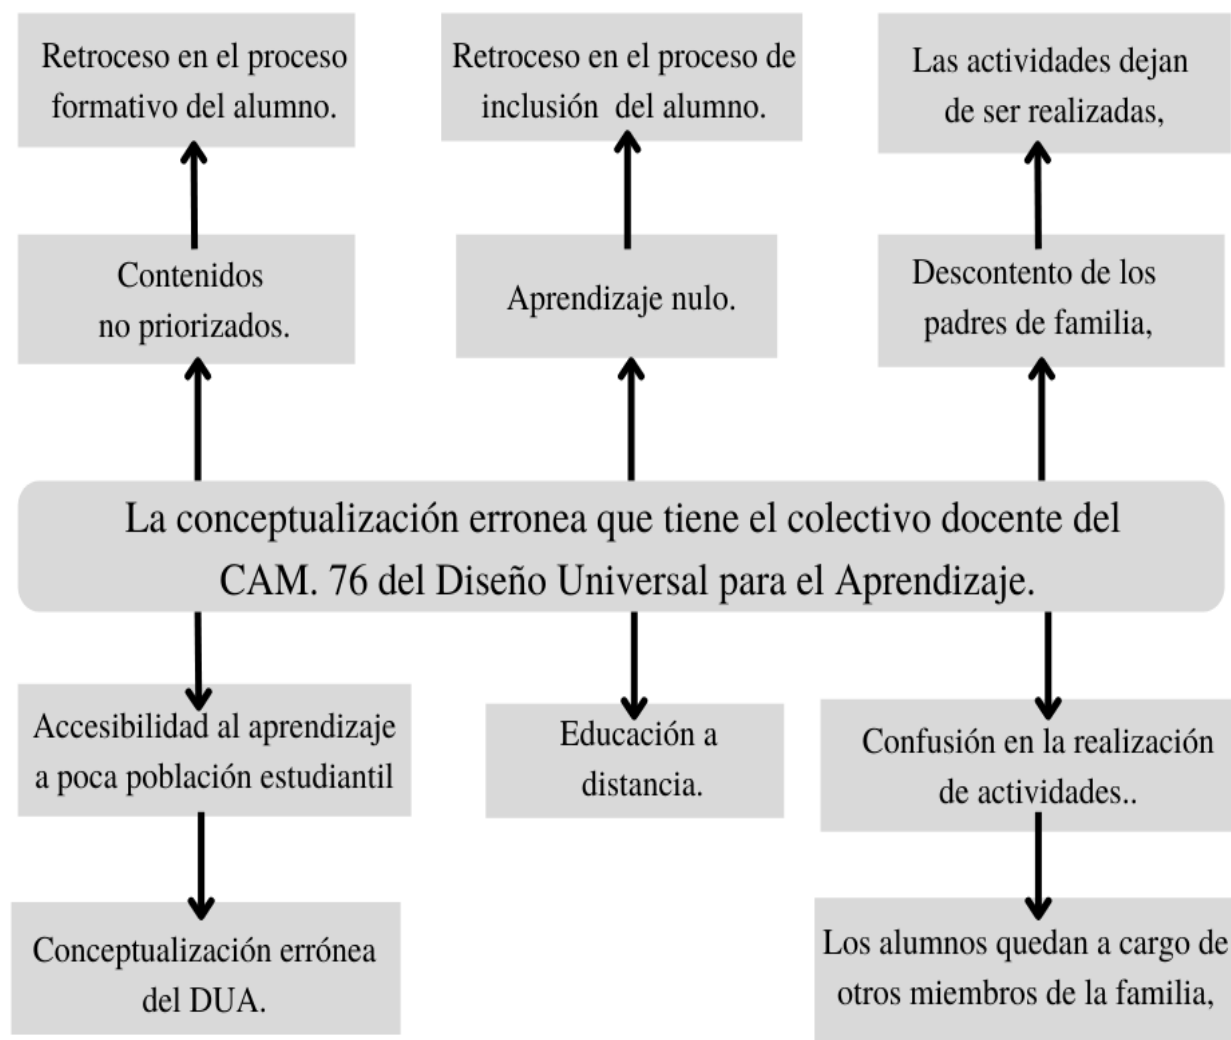 Retroceso en el proceso
formativo del alumno.
Retroceso en el proceso de
inclusión del alumno.
Las actividades dejan
de ser realizadas,
Contenidos
no priorizados.
Aprendizaje nulo.
Descontento de los
padres de familia,
La conceptualización erronea que tiene el colectivo docente del
CAM. 76 del Diseño Universal para el Aprendizaje.
Accesibilidad al aprendizaje
a poca población estudiantil
Educación a
distancia.
Confusión en la realización
de actividades..
Conceptualización errónea
del DUA.
Los alumnos quedan a cargo de
otros miembros de la familia,